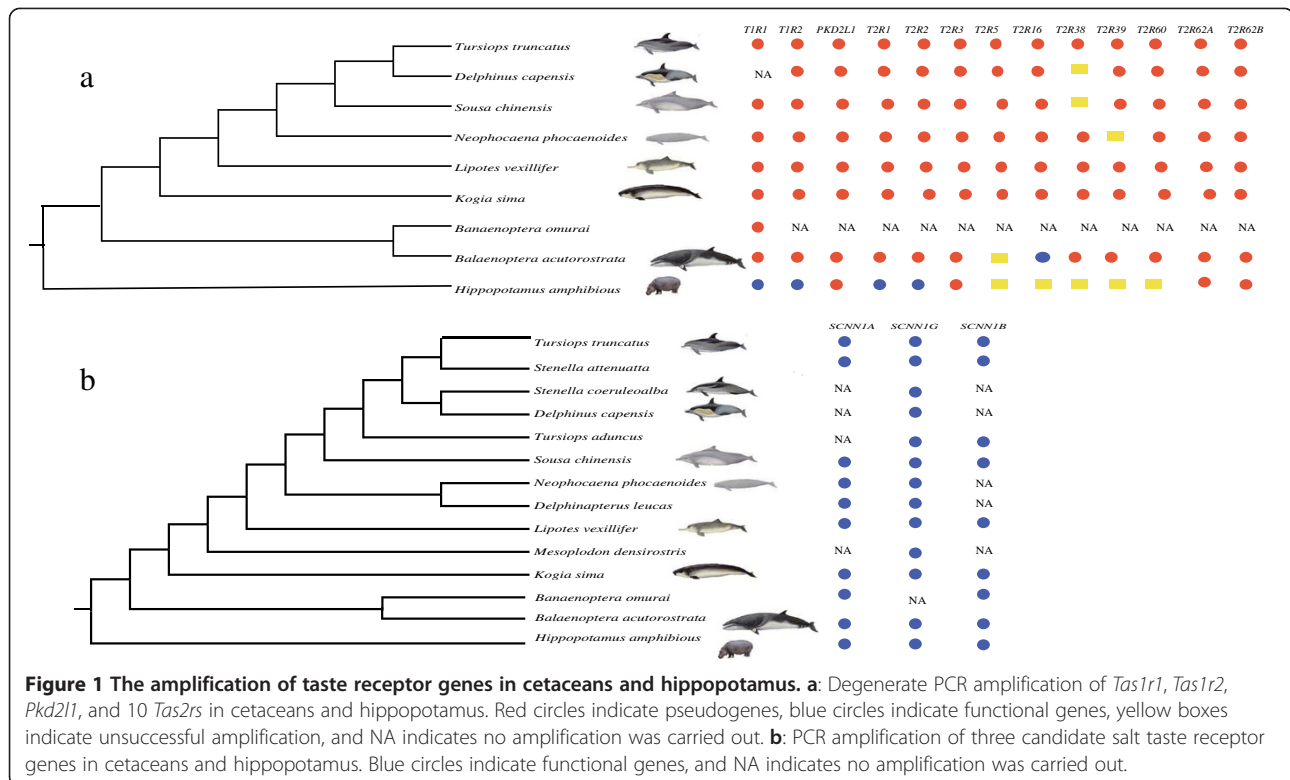 T1R1 T1R2 PKD2L1 T2R1 T2R2 T2R3 T2R5 T2R16 T2R38 T2R39 T2R60 T2R62A T2R62B
a
Tursiops truncatus
Delphinus capensis NA
Sousa chinensis
Neophocaena phocaenoides
Lipotes vexillifer
Kogia sima
Banaenoptera omurai NA NA NA NA NA NA NA NA NA NA NA NA
Balaenoptera acutorostrata
Hippopotamus amphibious
SCNN1A SCNN1G SCNN1B
b
Tursiops truncatus
Stenella attenuatta
Stenella coeruleoalba NA NA
Delphinus capensis NA NA
Tursiops aduncus NA
Sousa chinensis
Neophocaena phocaenoides NA
Delphinapterus leucas NA
Lipotes vexillifer
Mesoplodon densirostris NA NA
Kogia sima
Banaenoptera omurai NA
Balaenoptera acutorostrata
Hippopotamus amphibious
Figure 1 The amplification of taste receptor genes in cetaceans and hippopotamus. a: Degenerate PCR amplification of Tas1r1, Tas1r2,
Pkd2l1, and 10 Tas2rs in cetaceans and hippopotamus. Red circles indicate pseudogenes, blue circles indicate functional genes, yellow boxes
indicate unsuccessful amplification, and NA indicates no amplification was carried out. b: PCR amplification of three candidate salt taste receptor
genes in cetaceans and hippopotamus. Blue circles indicate functional genes, and NA indicates no amplification was carried out.